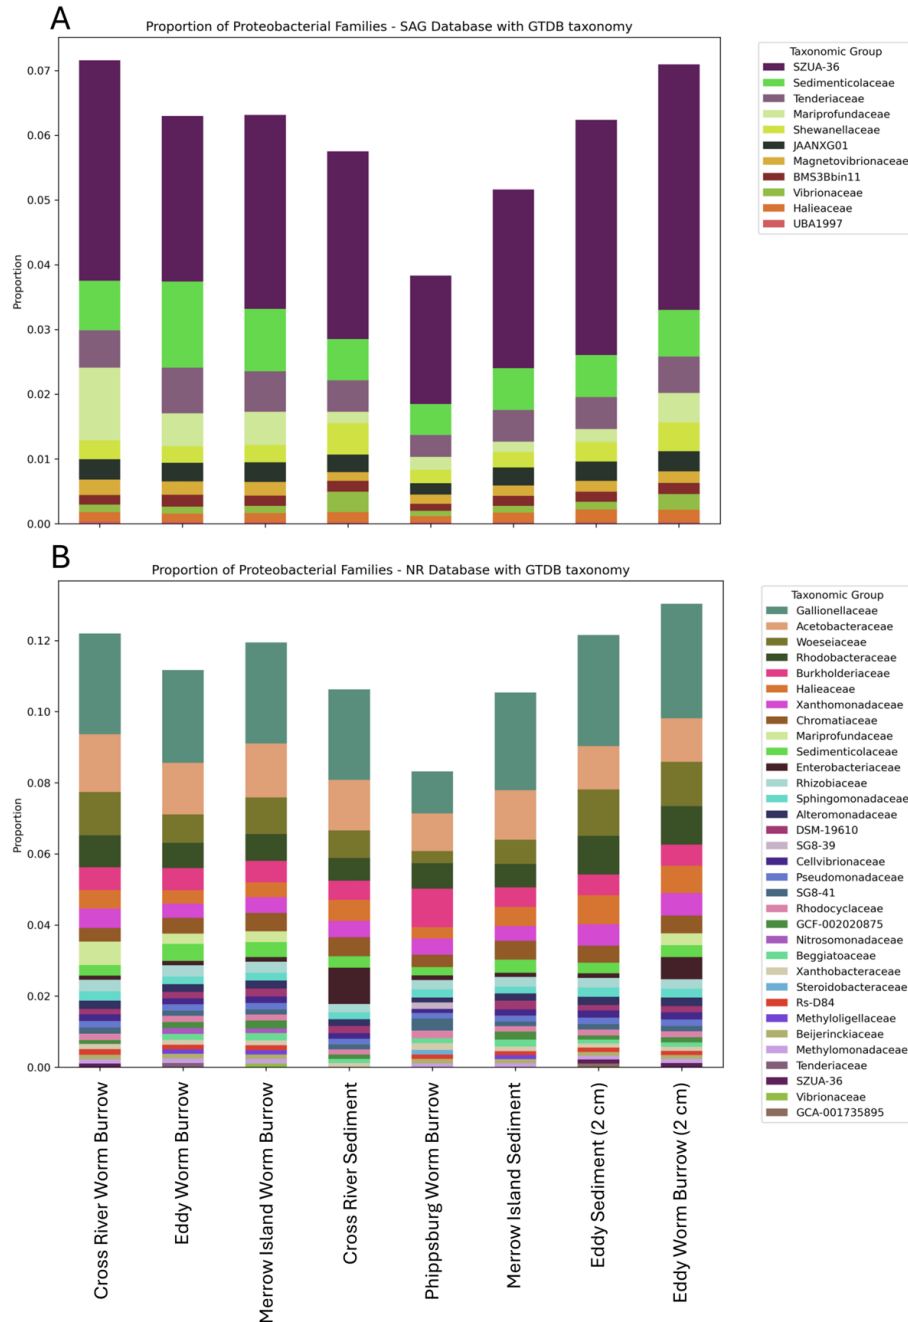 A
Proportion of Proteobacterial Families - SAG Database with GTDB taxonomy
Proportion
0.07
0.06
0.05
0.04
0.03
0.02
0.01
0.00
Taxonomic Group
SZUA-36
Sedimenticolaceae
Tenderiaceae
Mariprofundaceae
Shewanellaceae
JAANXG01
Magnetovibrionaceae
BMS3Bbin11
Vibrionaceae
Halieaceae
UBA1997
B
Proportion of Proteobacterial Families - NR Database with GTDB taxonomy
Proportion
0.12
0.10
0.08
0.06
0.04
0.02
0.00
Taxonomic Group
Gallionellaceae
Acetobacteraceae
Woeseiaceae
Rhodobacteraceae
Burkholderiaceae
Halieaceae
Xanthomonadaceae
Chromatiaceae
Mariprofundaceae
Sedimenticolaceae
Enterobacteriaceae
Rhizobiaceae
Sphingomonadaceae
Alteromonadaceae
DSM-19610
SG8-39
Cellvibrionaceae
Pseudomonadaceae
SG8-41
Rhodocyclaceae
GCF-002020875
Nitrosomonadaceae
Beggiatoaceae
Xanthobacteraceae
Steroidobacteraceae
Rs-D84
Methyloligellaceae
Beijerinckiaceae
Methylomonadaceae
Tenderiaceae
SZUA-36
Vibrionaceae
GCA-001735895
Cross River Worm Burrow
Eddy Worm Burrow
Merrow Island Worm Burrow
Cross River Sediment
Phippsburg Worm Burrow
Merrow Island Sediment
Eddy Sediment (2 cm)
Eddy Worm Burrow (2 cm)